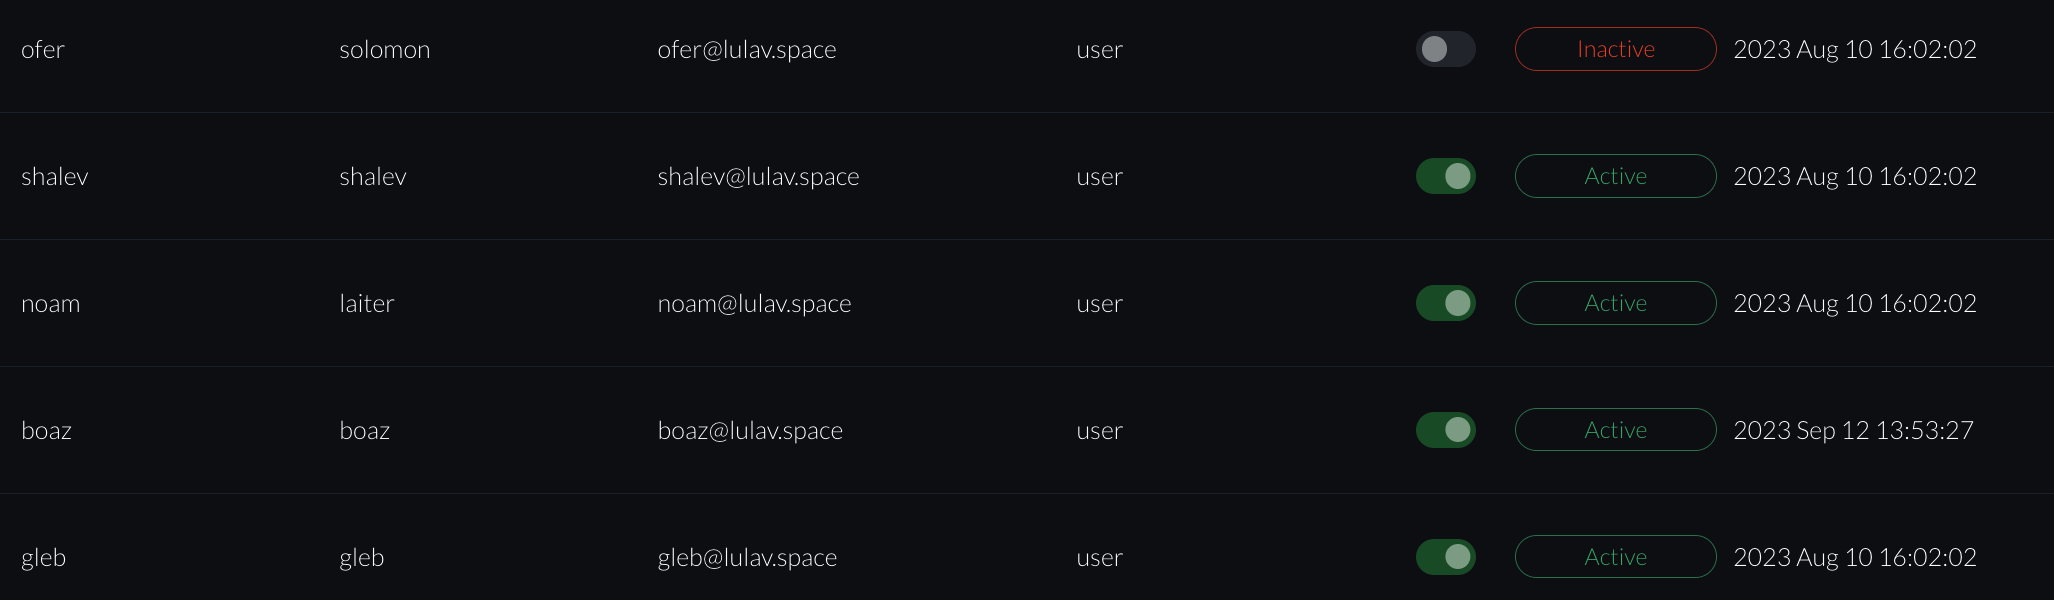 ofer solomon ofer@lulav.space user Inactive 2023 Aug 10 16:02:02
shalev shalev shalev@lulav.space user Active 2023 Aug 10 16:02:02
noam laiter noam@lulav.space user Active 2023 Aug 10 16:02:02
boaz boaz boaz@lulav.space user Active 2023 Sep 12 13:53:27
gleb gleb gleb@lulav.space user Active 2023 Aug 10 16:02:02